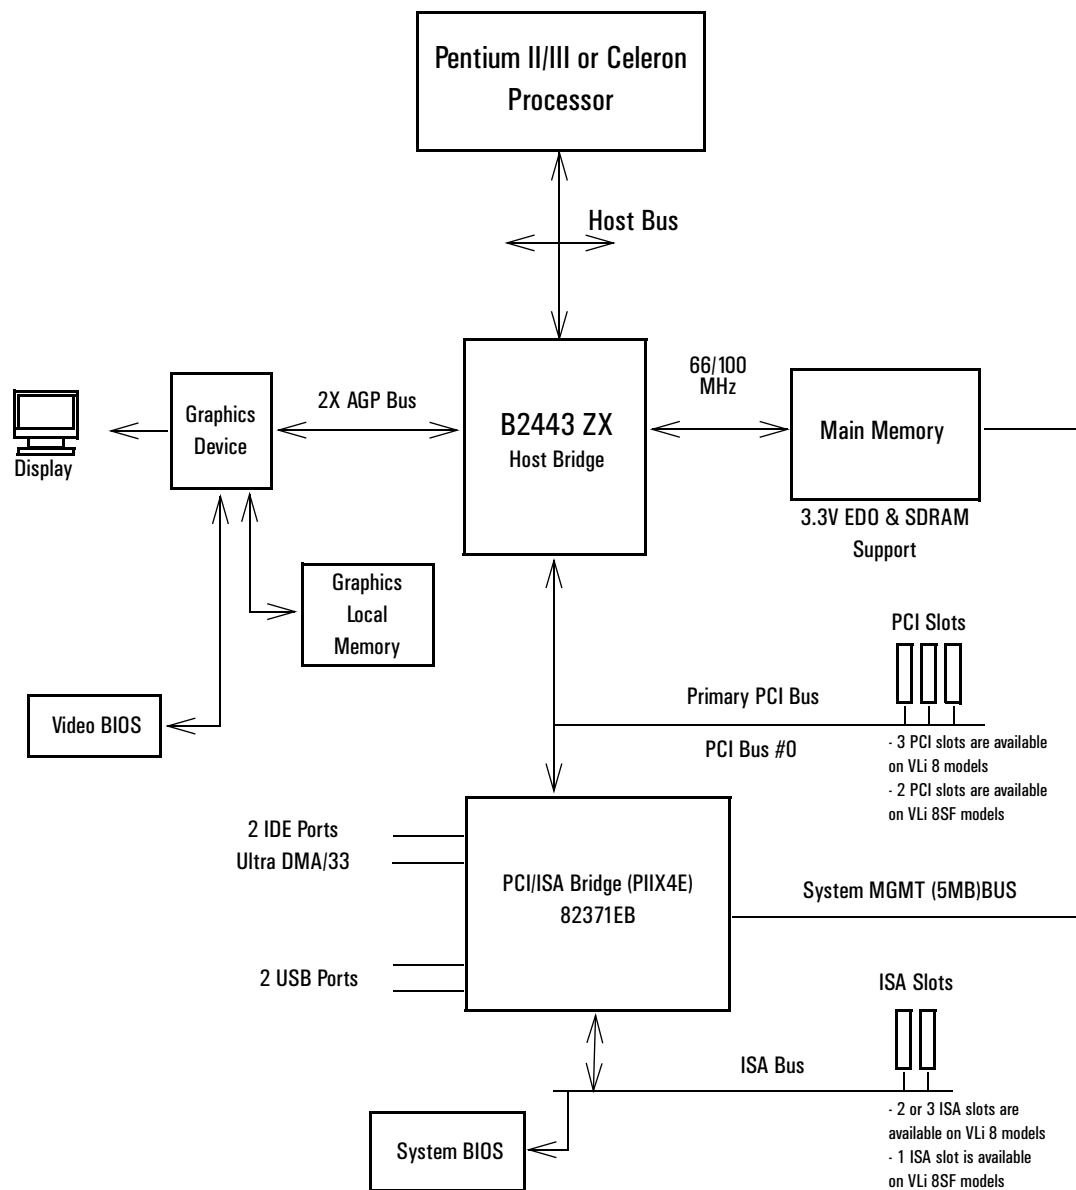 Pentium II/III or Celeron
Processor
Host Bus
66/100
MHz
2X AGP Bus
Graphics
Device
B2443 ZX
Host Bridge
Main Memory
Display
3.3V EDO & SDRAM
Support
Graphics
Local
Memory
PCI Slots
Primary PCI Bus
Video BIOS
PCI Bus #0
- 3 PCI slots are available
on VLi 8 models
- 2 PCI slots are available
on VLi 8SF models
2 IDE Ports
Ultra DMA/33
PCI/ISA Bridge (PIIX4E)
82371EB
System MGMT (5MB)BUS
2 USB Ports
ISA Slots
ISA Bus
- 2 or 3 ISA slots are
available on VLi 8 models
- 1 ISA slot is available
on VLi 8SF models
System BIOS